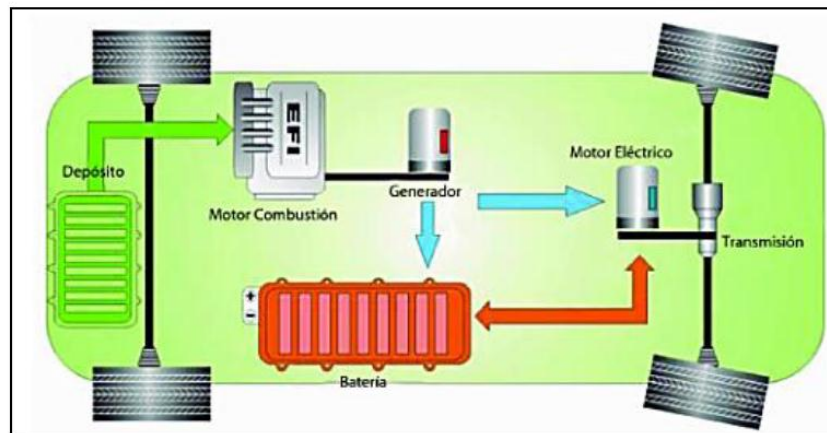 Depósito
EFI
Motor Combustión
Generador
Motor Eléctrico
Transmisión
+
-
Batería